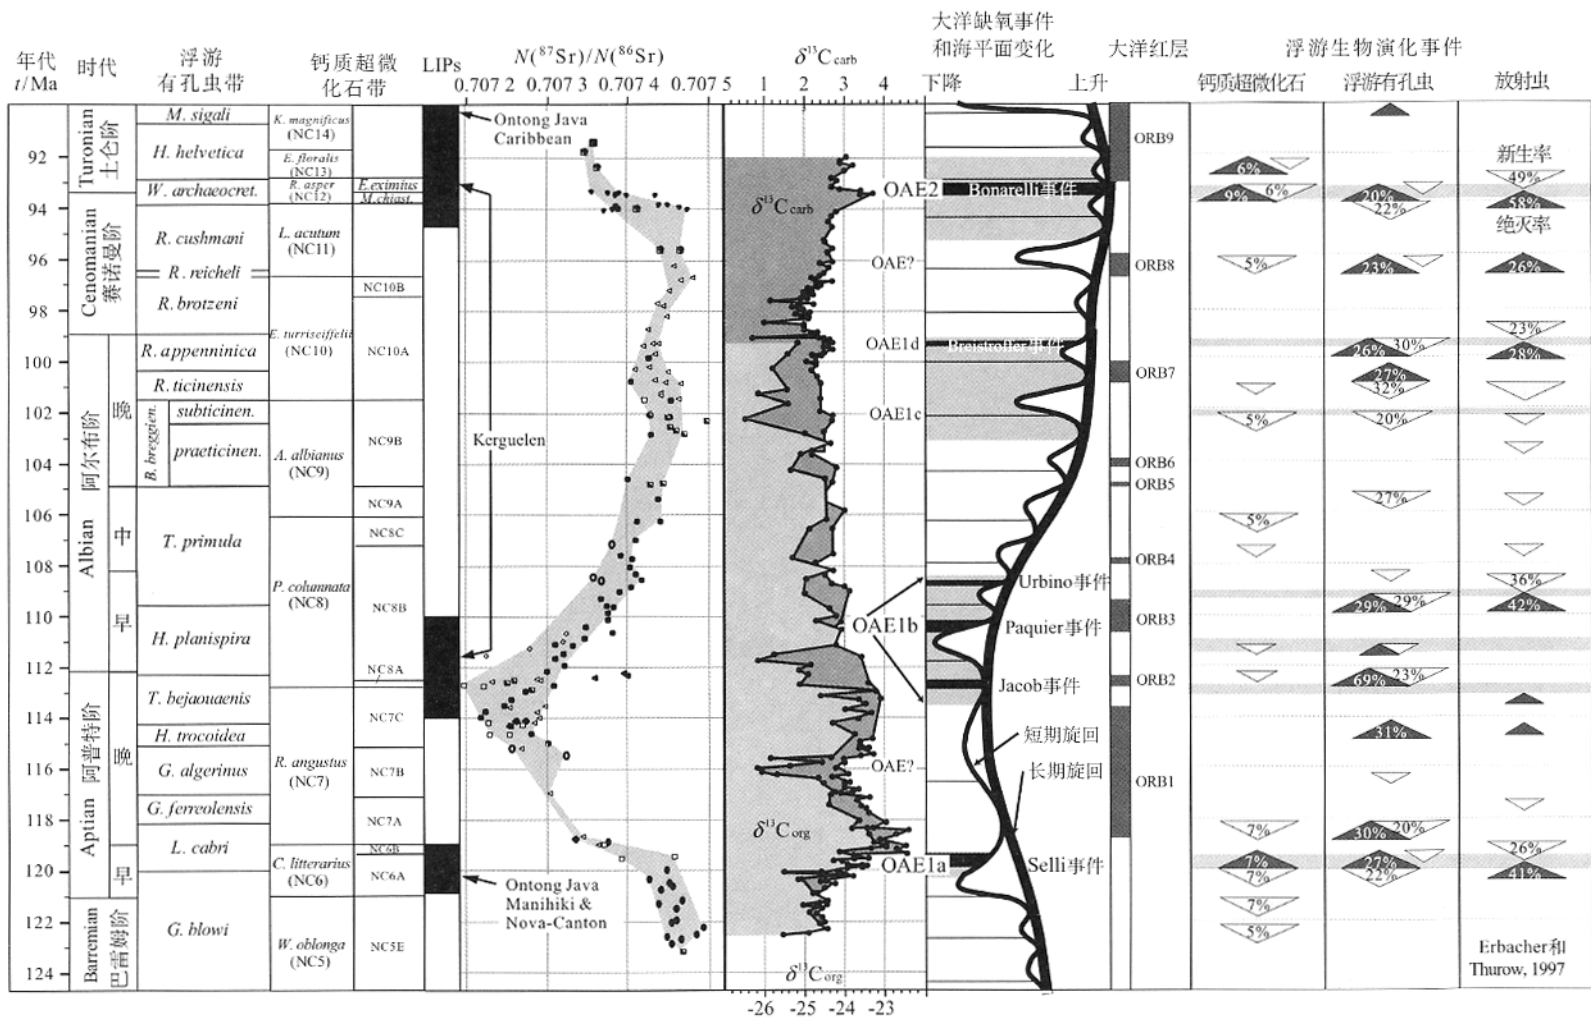 年代
t/Ma
时代
浮游
有孔虫带
钙质超微
化石带
LIPs
N(⁸⁷Sr)/N(⁸⁶Sr)
0.707 2 0.707 3 0.707 4 0.707 5
δ¹³Ccarb
1 2 3 4
大洋缺氧事件
和海平面变化
下降 上升
大洋红层
浮游生物演化事件
钙质超微化石 浮游有孔虫 放射虫
92
94
96
98
100
102
104
106
108
110
112
114
116
118
120
122
124
Turonian
土仑阶
Cenomanian
赛诺曼阶
Albian
阿尔布阶
晚
中
早
Aptian
阿普特阶
晚
早
Barremian
巴雷姆阶
M. sigali
H. helvetica
W. archaeocret.
R. cushmani
R. reicheli
R. brotzeni
R. appenninica
R. ticinensis
B. breggien.
subticinen.
praeticinen.
T. primula
H. planispira
T. bejaouaenis
H. trocoidea
G. algerinus
G. ferreolensis
L. cabri
G. blowi
K. magnificus
(NC14)
E. floralis
(NC13)
R. asper
(NC12)
E.eximius
M.chiast.
L. acutum
(NC11)
E. turriseiffelii
(NC10)
NC10B
NC10A
A. albianus
(NC9)
NC9B
NC9A
P. columnata
(NC8)
NC8C
NC8B
NC8A
R. angustus
(NC7)
NC7C
NC7B
NC7A
C. litterarius
(NC6)
NC6B
NC6A
W. oblonga
(NC5)
NC5E
Ontong Java
Caribbean
Kerguelen
Ontong Java
Manihiki &
Nova-Canton
δ¹³Ccarb
δ¹³Corg
δ¹³Corg
-26 -25 -24 -23
OAE2
Bonarelli事件
OAE?
OAE1d
Breistroffer事件
OAE1c
OAE1b
Urbino事件
Paquier事件
Jacob事件
短期旋回
OAE?
长期旋回
OAE1a
Selli事件
ORB9
ORB8
ORB7
ORB6
ORB5
ORB4
ORB3
ORB2
ORB1
6%
9% 6%
5%
5%
5%
7%
7%
7%
7%
5%
20%
22%
23%
26% 30%
27%
32%
20%
27%
29% 29%
69% 23%
31%
30% 20%
27%
22%
新生率
49%
58%
绝灭率
26%
23%
28%
36%
42%
26%
41%
Erbacher和
Thurow, 1997